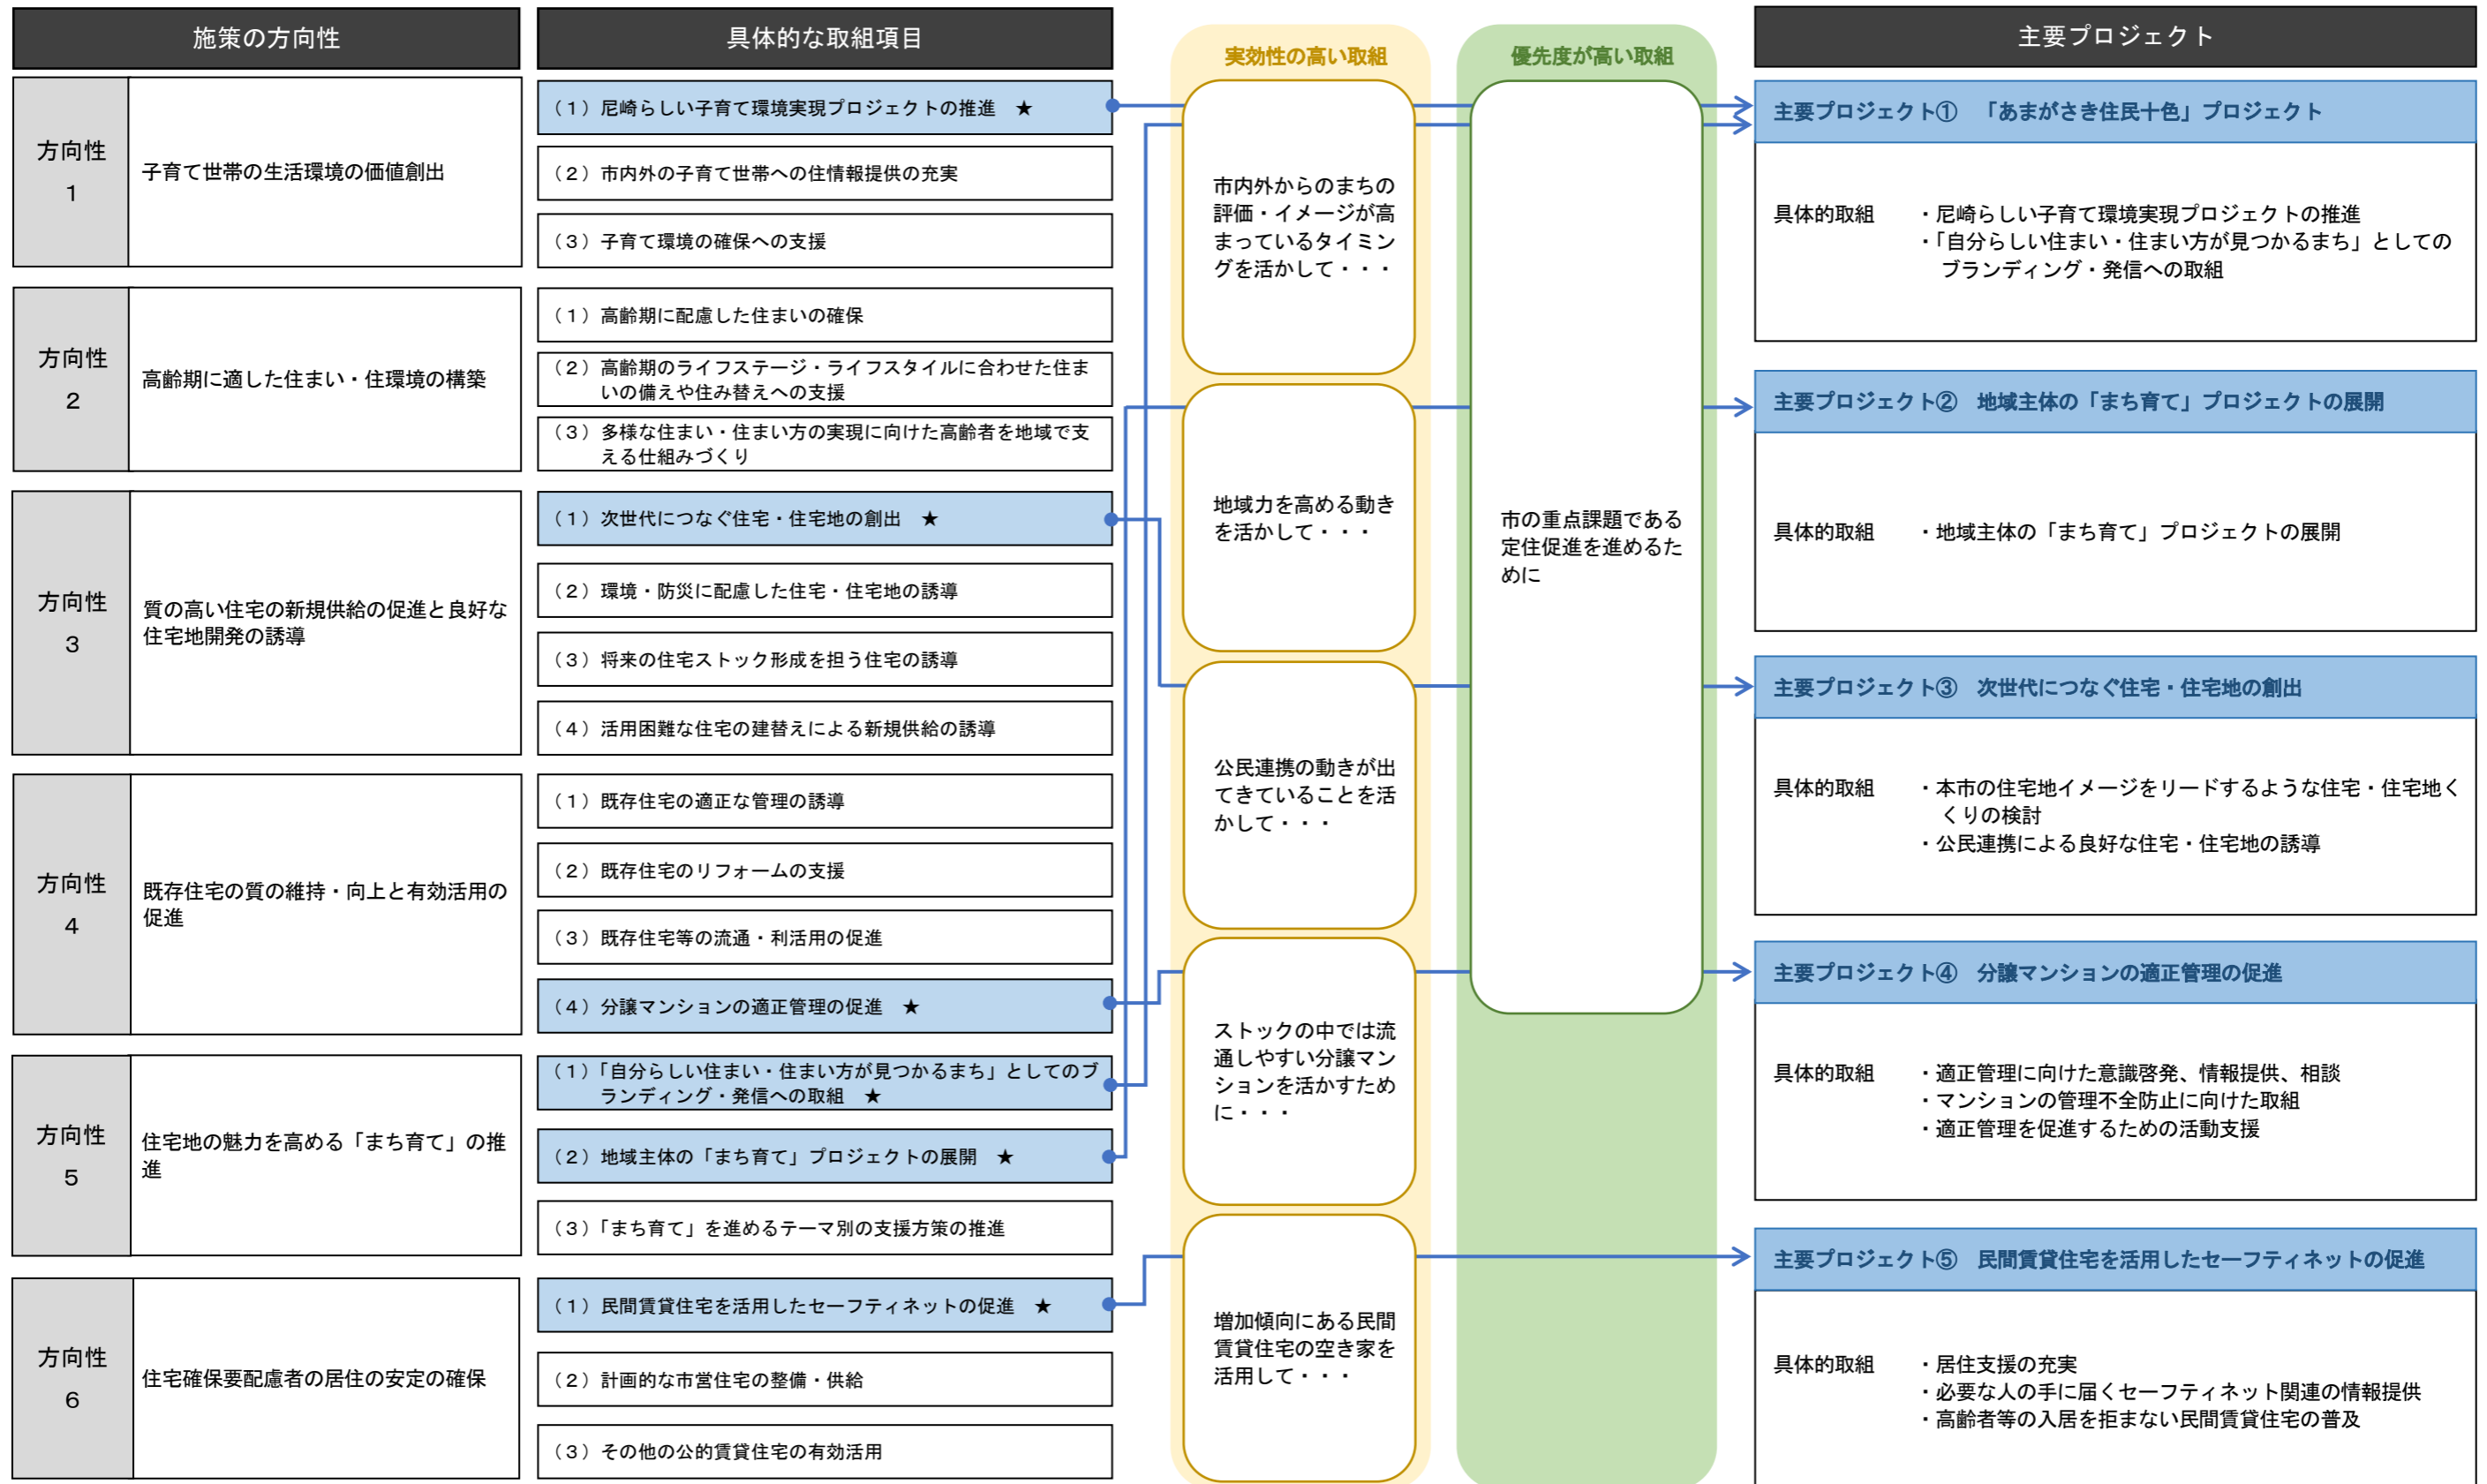 施策の方向性
方向性
1
子育て世帯の生活環境の価値創出
方向性
2
高齢期に適した住まい・住環境の構築
方向性
3
質の高い住宅の新規供給の促進と良好な
住宅地開発の誘導
方向性
4
既存住宅の質の維持・向上と有効活用の
促進
方向性
5
住宅地の魅力を高める「まち育て」の推
進
方向性
6
住宅確保要配慮者の居住の安定の確保
具体的な取組項目
（1）尼崎らしい子育て環境実現プロジェクトの推進　★
（2）市内外の子育て世帯への住情報提供の充実
（3）子育て環境の確保への支援
（1）高齢期に配慮した住まいの確保
（2）高齢期のライフステージ・ライフスタイルに合わせた住ま
いの備えや住み替えへの支援
（3）多様な住まい・住まい方の実現に向けた高齢者を地域で支
える仕組みづくり
（1）次世代につなぐ住宅・住宅地の創出　★
（2）環境・防災に配慮した住宅・住宅地の誘導
（3）将来の住宅ストック形成を担う住宅の誘導
（4）活用困難な住宅の建替えによる新規供給の誘導
（1）既存住宅の適正な管理の誘導
（2）既存住宅のリフォームの支援
（3）既存住宅等の流通・利活用の促進
（4）分譲マンションの適正管理の促進　★
（1）「自分らしい住まい・住まい方が見つかるまち」としてのブ
ランディング・発信への取組　★
（2）地域主体の「まち育て」プロジェクトの展開　★
（3）「まち育て」を進めるテーマ別の支援方策の推進
（1）民間賃貸住宅を活用したセーフティネットの促進　★
（2）計画的な市営住宅の整備・供給
（3）その他の公的賃貸住宅の有効活用
実効性の高い取組
市内外からのまちの
評価・イメージが高
まっているタイミン
グを活かして・・・
地域力を高める動き
を活かして・・・
公民連携の動きが出
てきていることを活
かして・・・
ストックの中では流
通しやすい分譲マン
ションを活かすため
に・・・
増加傾向にある民間
賃貸住宅の空き家を
活用して・・・
優先度が高い取組
市の重点課題である
定住促進を進めるた
めに
主要プロジェクト
主要プロジェクト①　「あまがさき住民十色」プロジェクト
具体的取組　・尼崎らしい子育て環境実現プロジェクトの推進
・「自分らしい住まい・住まい方が見つかるまち」としての
ブランディング・発信への取組
主要プロジェクト②　地域主体の「まち育て」プロジェクトの展開
具体的取組　・地域主体の「まち育て」プロジェクトの展開
主要プロジェクト③　次世代につなぐ住宅・住宅地の創出
具体的取組　・本市の住宅地イメージをリードするような住宅・住宅地く
くりの検討
・公民連携による良好な住宅・住宅地の誘導
主要プロジェクト④　分譲マンションの適正管理の促進
具体的取組　・適正管理に向けた意識啓発、情報提供、相談
・マンションの管理不全防止に向けた取組
・適正管理を促進するための活動支援
主要プロジェクト⑤　民間賃貸住宅を活用したセーフティネットの促進
具体的取組　・居住支援の充実
・必要な人の手に届くセーフティネット関連の情報提供
・高齢者等の入居を拒まない民間賃貸住宅の普及